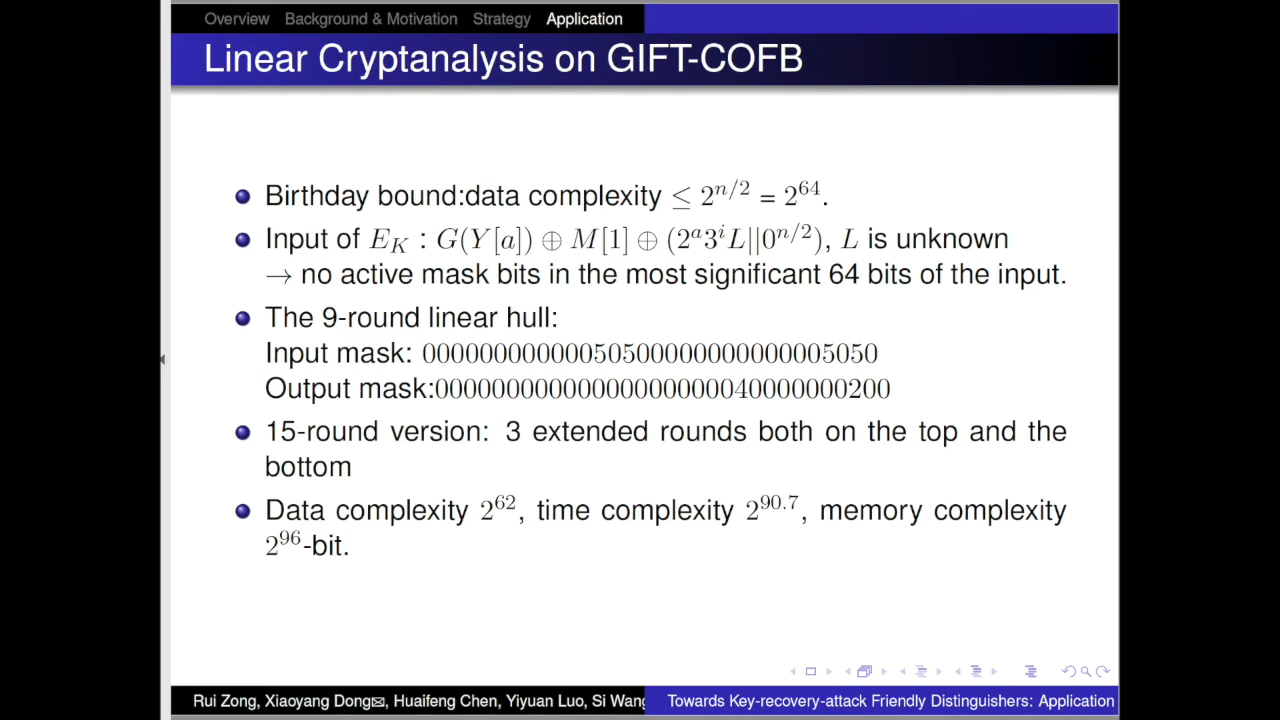 Overview Background & Motivation Strategy Application
Linear Cryptanalysis on GIFT-COFB
Birthday bound:data complexity ≤ 2^{n/2} = 2^{64}.
Input of E_K : G(Y[a]) ⊕ M[1] ⊕ (2^a3^iL||0^{n/2}), L is unknown
→ no active mask bits in the most significant 64 bits of the input.
The 9-round linear hull:
Input mask: 00000000000050500000000000005050
Output mask:00000000000000000000040000000200
15-round version: 3 extended rounds both on the top and the
bottom
Data complexity 2^{62}, time complexity 2^{90.7}, memory complexity
2^{96}-bit.
Rui Zong, Xiaoyang Dong✉, Huaifeng Chen, Yiyuan Luo, Si Wang Towards Key-recovery-attack Friendly Distinguishers: Application